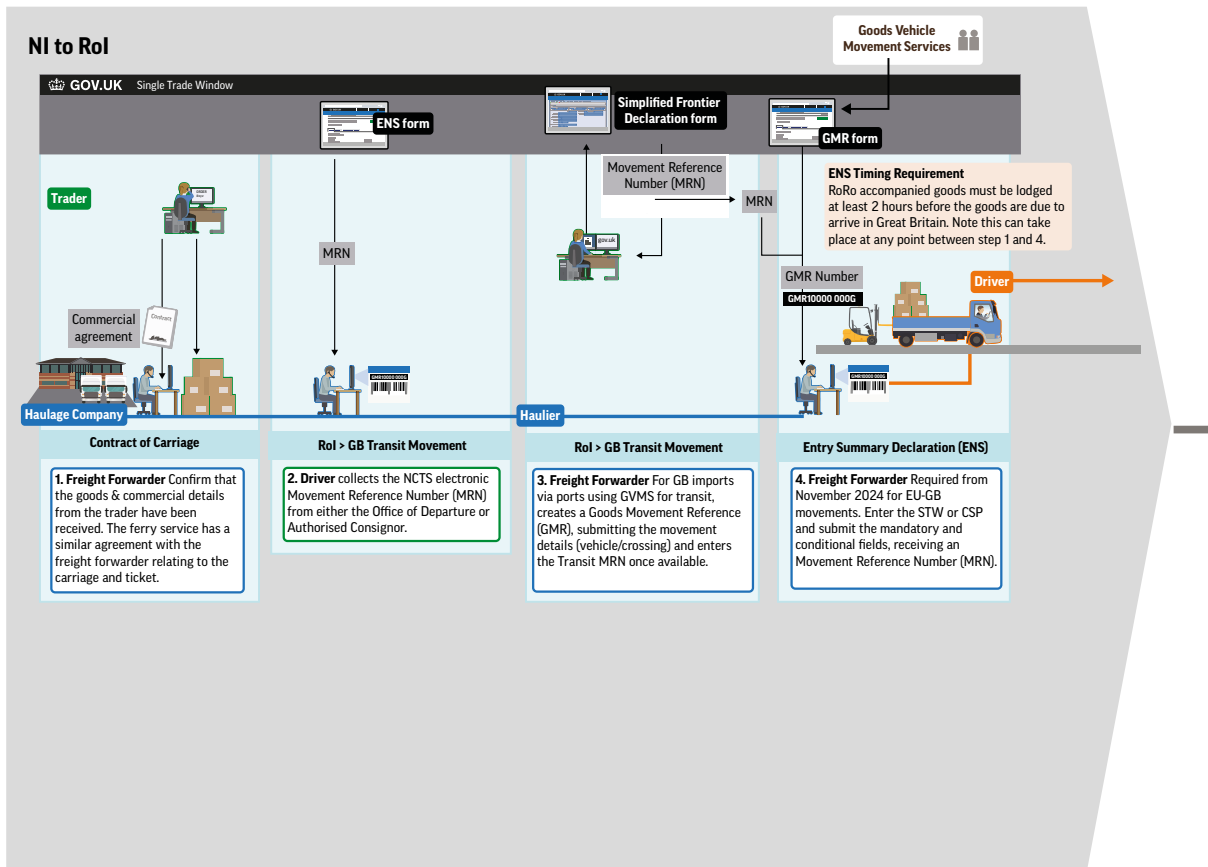 NI to RoI
Goods Vehicle
Movement Services
GOV.UK Single Trade Window
ENS form
Simplified Frontier
Declaration form
GMR form
Trader
Movement Reference
Number (MRN)
MRN
ENS Timing Requirement
RoRo accompanied goods must be lodged
at least 2 hours before the goods are due to
arrive in Great Britain. Note this can take
place at any point between step 1 and 4.
gov.uk
MRN
GMR Number
GMR10000 000G
Driver
Contract
Commercial
agreement
GMR10000 000G
GMR10000 000G
Haulage Company
Haulier
Contract of Carriage
RoI > GB Transit Movement
RoI > GB Transit Movement
Entry Summary Declaration (ENS)
1. Freight Forwarder Confirm that
the goods & commercial details
from the trader have been
received. The ferry service has a
similar agreement with the
freight forwarder relating to the
carriage and ticket.
2. Driver collects the NCTS electronic
Movement Reference Number (MRN)
from either the Office of Departure or
Authorised Consignor.
3. Freight Forwarder For GB imports
via ports using GVMS for transit,
creates a Goods Movement Reference
(GMR), submitting the movement
details (vehicle/crossing) and enters
the Transit MRN once available.
4. Freight Forwarder Required from
November 2024 for EU-GB
movements. Enter the STW or CSP
and submit the mandatory and
conditional fields, receiving an
Movement Reference Number (MRN).